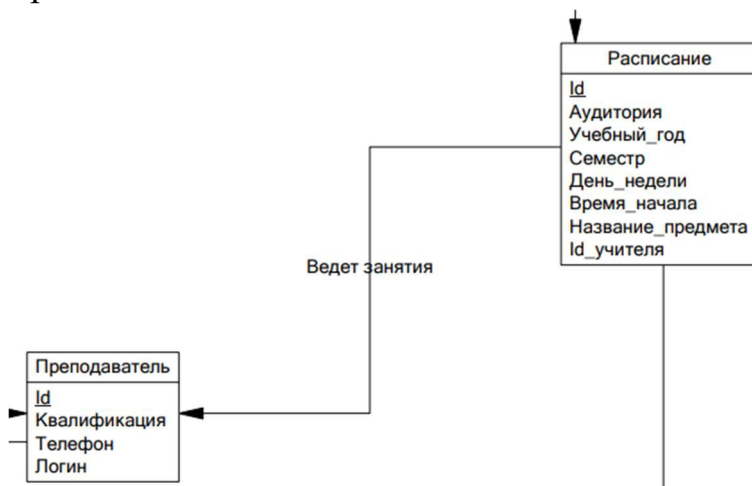 Расписание
Id
Аудитория
Учебный_год
Семестр
День_недели
Время_начала
Название_предмета
Id_учителя
Ведет занятия
Преподаватель
Id
Квалификация
Телефон
Логин